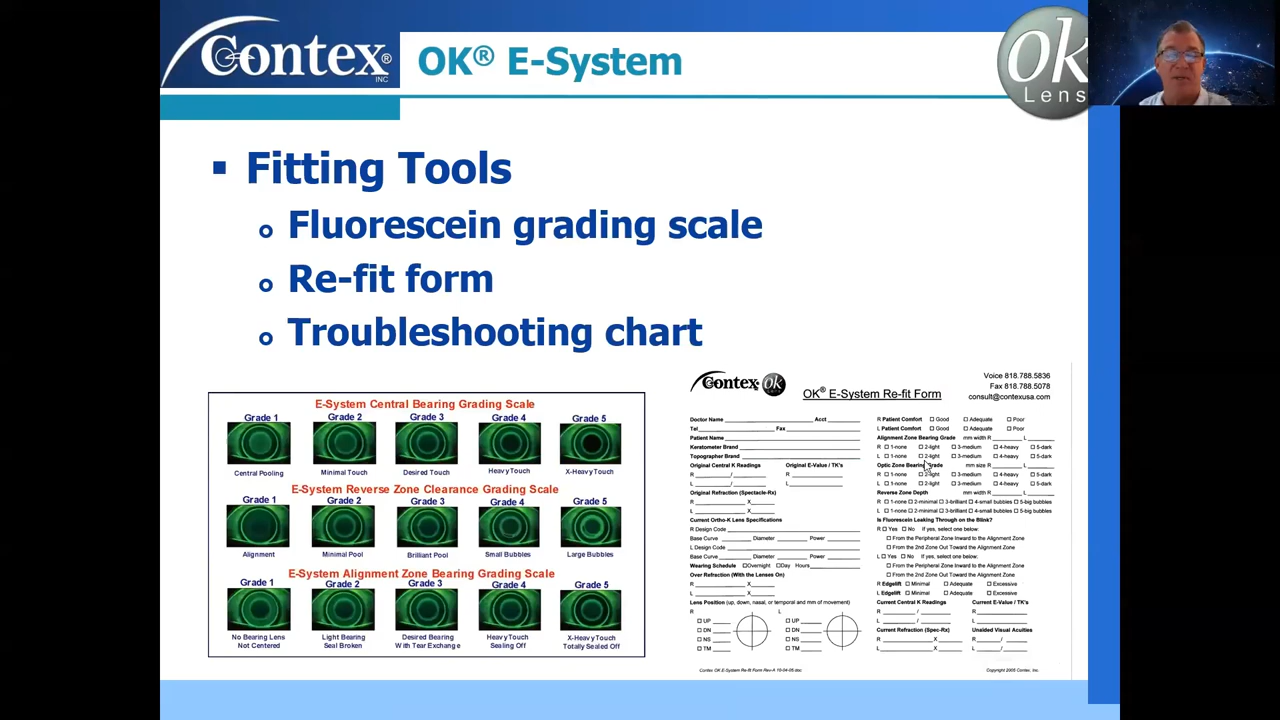 Contex®
INC
OK® E-System
ok
Lens
Fitting Tools
Fluorescein grading scale
Re-fit form
Troubleshooting chart
E-System Central Bearing Grading Scale
Grade 1 Grade 2 Grade 3 Grade 4 Grade 5
Central Pooling Minimal Touch Desired Touch Heavy Touch X-Heavy Touch
E-System Reverse Zone Clearance Grading Scale
Grade 1 Grade 2 Grade 3 Grade 4 Grade 5
Alignment Minimal Pool Brilliant Pool Small Bubbles Large Bubbles
E-System Alignment Zone Bearing Grading Scale
Grade 1 Grade 2 Grade 3 Grade 4 Grade 5
No Bearing Lens Light Bearing Desired Bearing Heavy Touch X-Heavy Touch
Not Centered Seal Broken With Tear Exchange Sealing Off Totally Sealed Off
Contex ok
OK® E-System Re-fit Form
Voice 818.788.5836
Fax 818.788.5078
consult@contexusa.com
Doctor Name Acct
Tel Fax
Patient Name
Keratometer Brand
Topographer Brand
Original Central K Readings Original E-Value / TK's
R / R
L / L
Original Refraction (Spectacle-Rx)
R X
L X
Current Ortho-K Lens Specifications
R Design Code
Base Curve Diameter Power
L Design Code
Base Curve Diameter Power
Wearing Schedule Overnight Day Hours
Over Refraction (With the Lenses On)
R X
L X
Lens Position (up, down, nasal, or temporal and mm of movement)
R L
UP UP
DN DN
NS NS
TM TM
R Patient Comfort Good Adequate Poor
L Patient Comfort Good Adequate Poor
Alignment Zone Bearing Grade mm width R L
R 1-none 2-light 3-medium 4-heavy 5-dark
L 1-none 2-light 3-medium 4-heavy 5-dark
Optic Zone Bearing Grade mm size R L
R 1-none 2-light 3-medium 4-heavy 5-dark
L 1-none 2-light 3-medium 4-heavy 5-dark
Reverse Zone Depth mm width R L
R 1-none 2-minimal 3-brilliant 4-small bubbles 5-big bubbles
L 1-none 2-minimal 3-brilliant 4-small bubbles 5-big bubbles
Is Fluorescein Leaking Through on the Blink?
R Yes No If yes, select one below:
From the Peripheral Zone Inward to the Alignment Zone
From the 2nd Zone Out Toward the Alignment Zone
L Yes No If yes, select one below:
From the Peripheral Zone Inward to the Alignment Zone
From the 2nd Zone Out Toward the Alignment Zone
R Edgelift Minimal Adequate Excessive
L Edgelift Minimal Adequate Excessive
Current Central K Readings Current E-Value / TK's
R / R
L / L
Current Refraction (Spec-Rx) Unaided Visual Acuities
R X R /
L X L /
Contex OK E-System Re-fit Form Rev-A 10-04-05.doc
Copyright 2005 Contex, Inc.